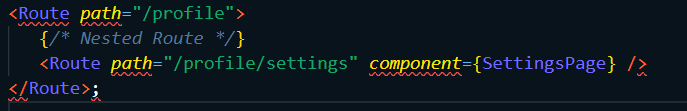 <Route path="/profile">
{/* Nested Route */}
<Route path="/profile/settings" component={SettingsPage} />
</Route>;